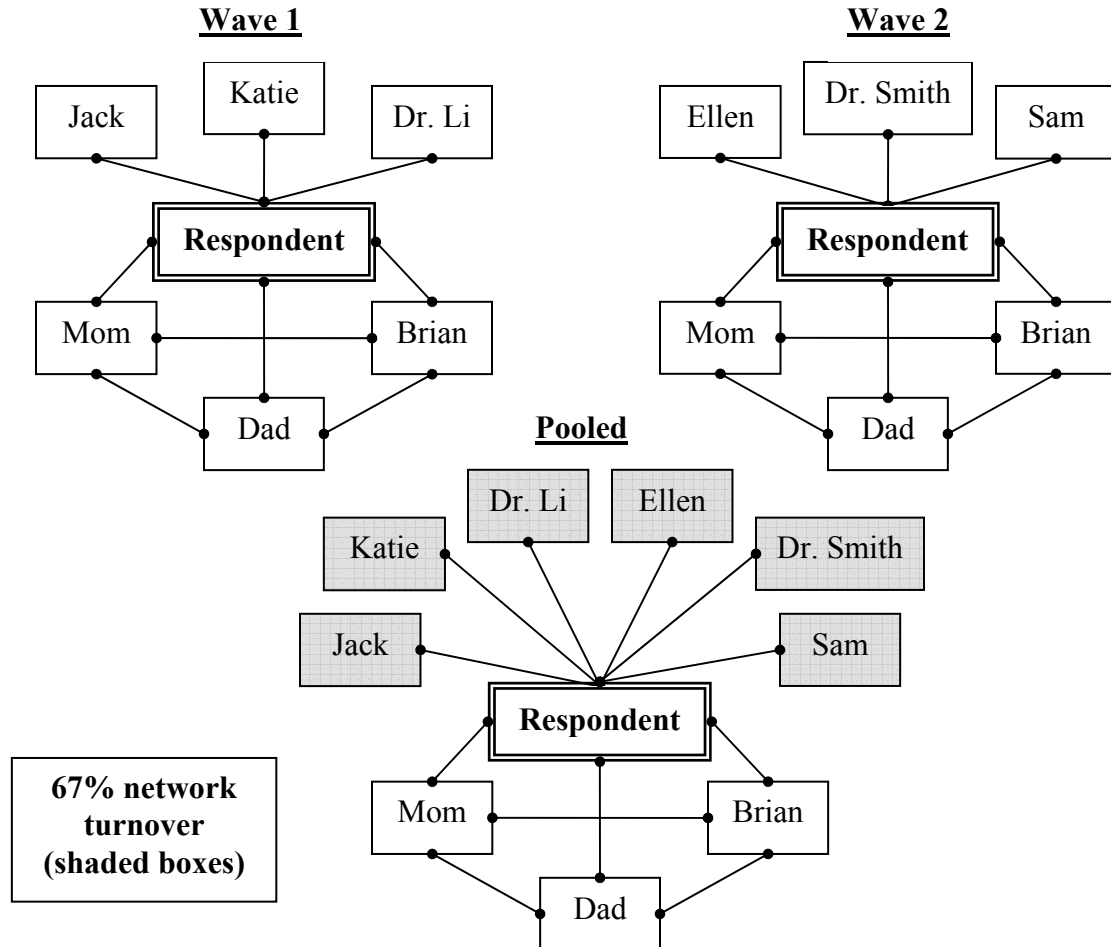 Wave 1
Katie
Jack
Dr. Li
Respondent
Mom
Brian
Dad
Wave 2
Dr. Smith
Ellen
Sam
Respondent
Mom
Brian
Dad
Pooled
Dr. Li
Ellen
Katie
Dr. Smith
Jack
Sam
Respondent
Mom
Brian
Dad
67% network
turnover
(shaded boxes)